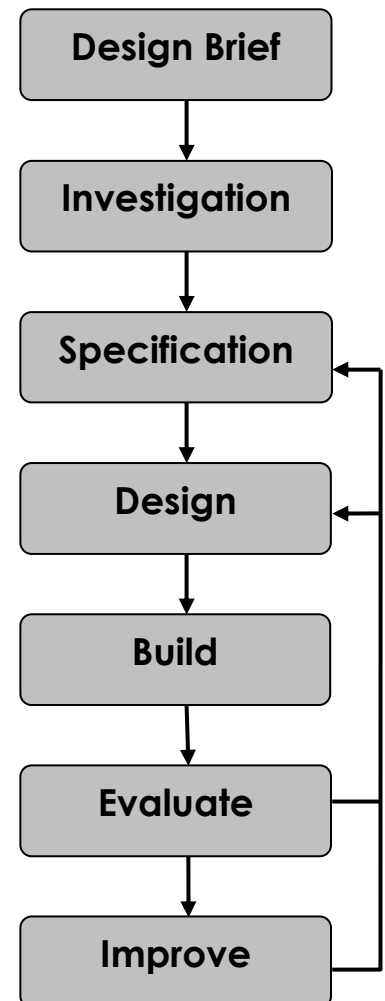 Design Brief
Investigation
Specification
Design
Build
Evaluate
Improve